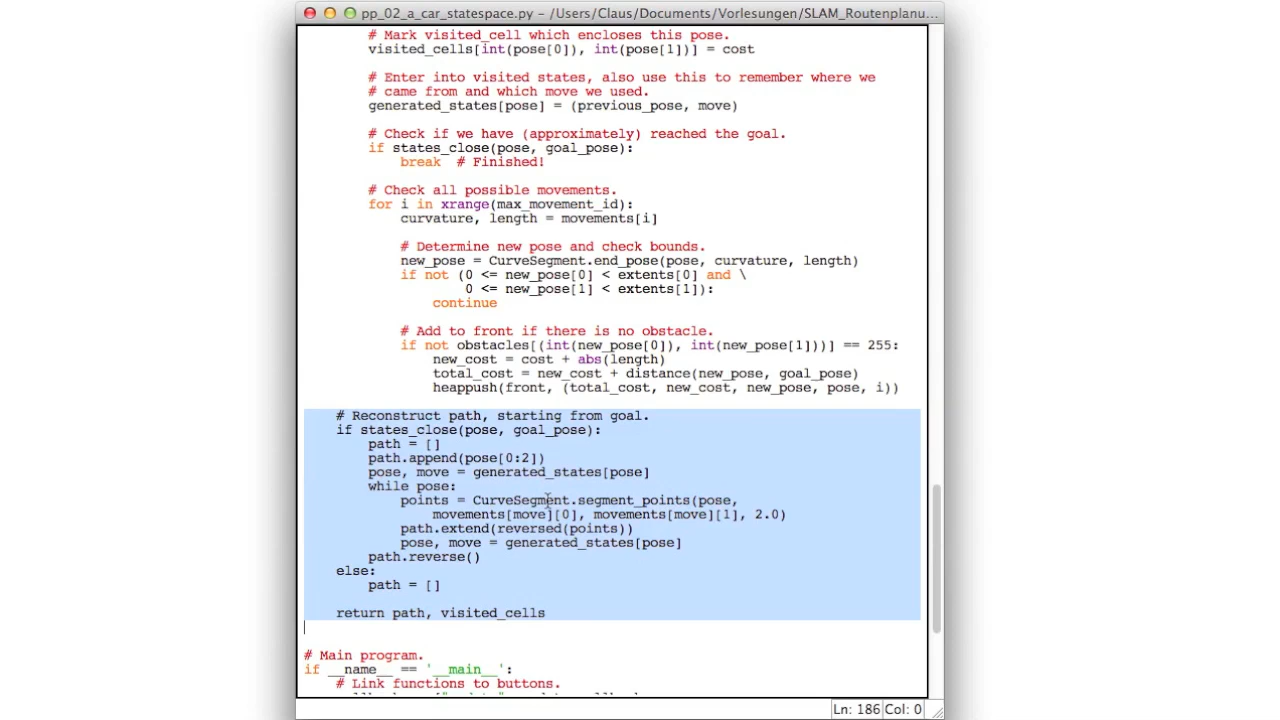 pp_02_a_car_statespace.py – /Users/Claus/Documents/Vorlesungen/SLAM_Routenplanu...
# Mark visited_cell which encloses this pose.
visited_cells[int(pose[0]), int(pose[1])] = cost
# Enter into visited states, also use this to remember where we
# came from and which move we used.
generated_states[pose] = (previous_pose, move)
# Check if we have (approximately) reached the goal.
if states_close(pose, goal_pose):
break  # Finished!
# Check all possible movements.
for i in xrange(max_movement_id):
curvature, length = movements[i]
# Determine new pose and check bounds.
new_pose = CurveSegment.end_pose(pose, curvature, length)
if not (0 <= new_pose[0] < extents[0] and \
0 <= new_pose[1] < extents[1]):
continue
# Add to front if there is no obstacle.
if not obstacles[(int(new_pose[0]), int(new_pose[1]))] == 255:
new_cost = cost + abs(length)
total_cost = new_cost + distance(new_pose, goal_pose)
heappush(front, (total_cost, new_cost, new_pose, pose, i))
# Reconstruct path, starting from goal.
if states_close(pose, goal_pose):
path = []
path.append(pose[0:2])
pose, move = generated_states[pose]
while pose:
points = CurveSegment.segment_points(pose,
movements[move][0], movements[move][1], 2.0)
path.extend(reversed(points))
pose, move = generated_states[pose]
path.reverse()
else:
path = []
return path, visited_cells
# Main program.
if __name__ == '__main__':
# Link functions to buttons.
Ln: 186 Col: 0